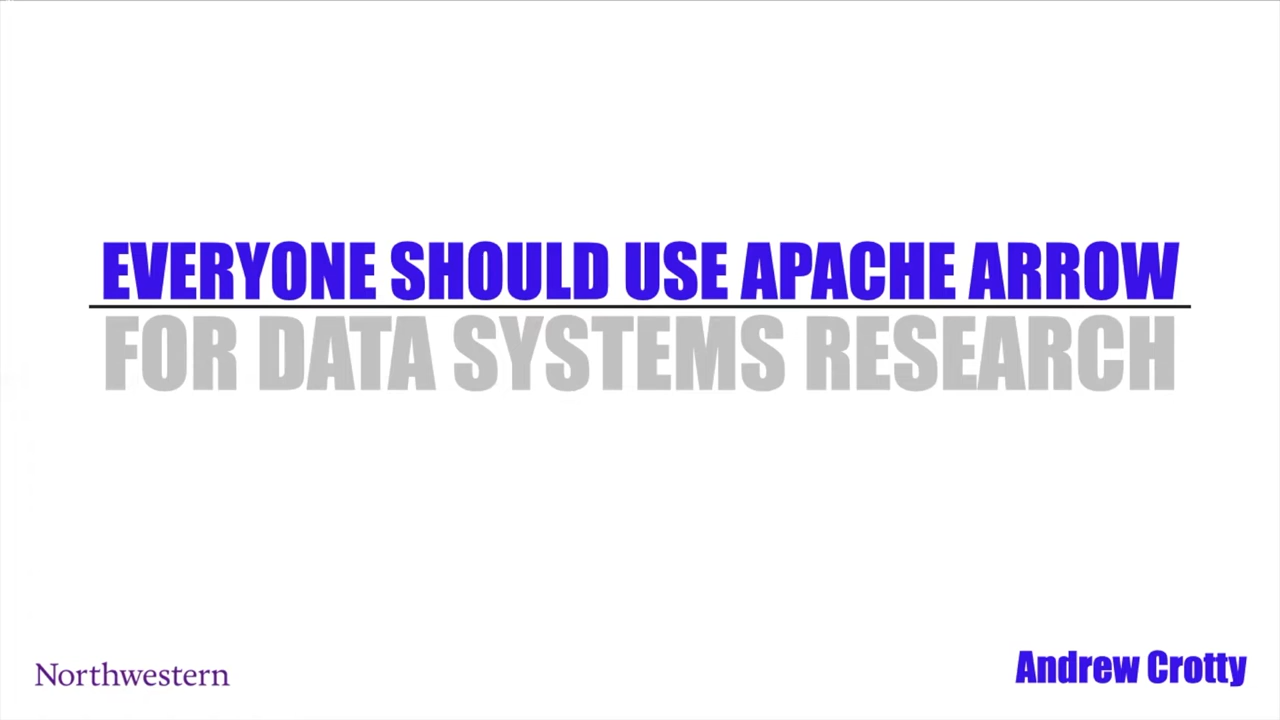 EVERYONE SHOULD USE APACHE ARROW
FOR DATA SYSTEMS RESEARCH
Northwestern
Andrew Crotty